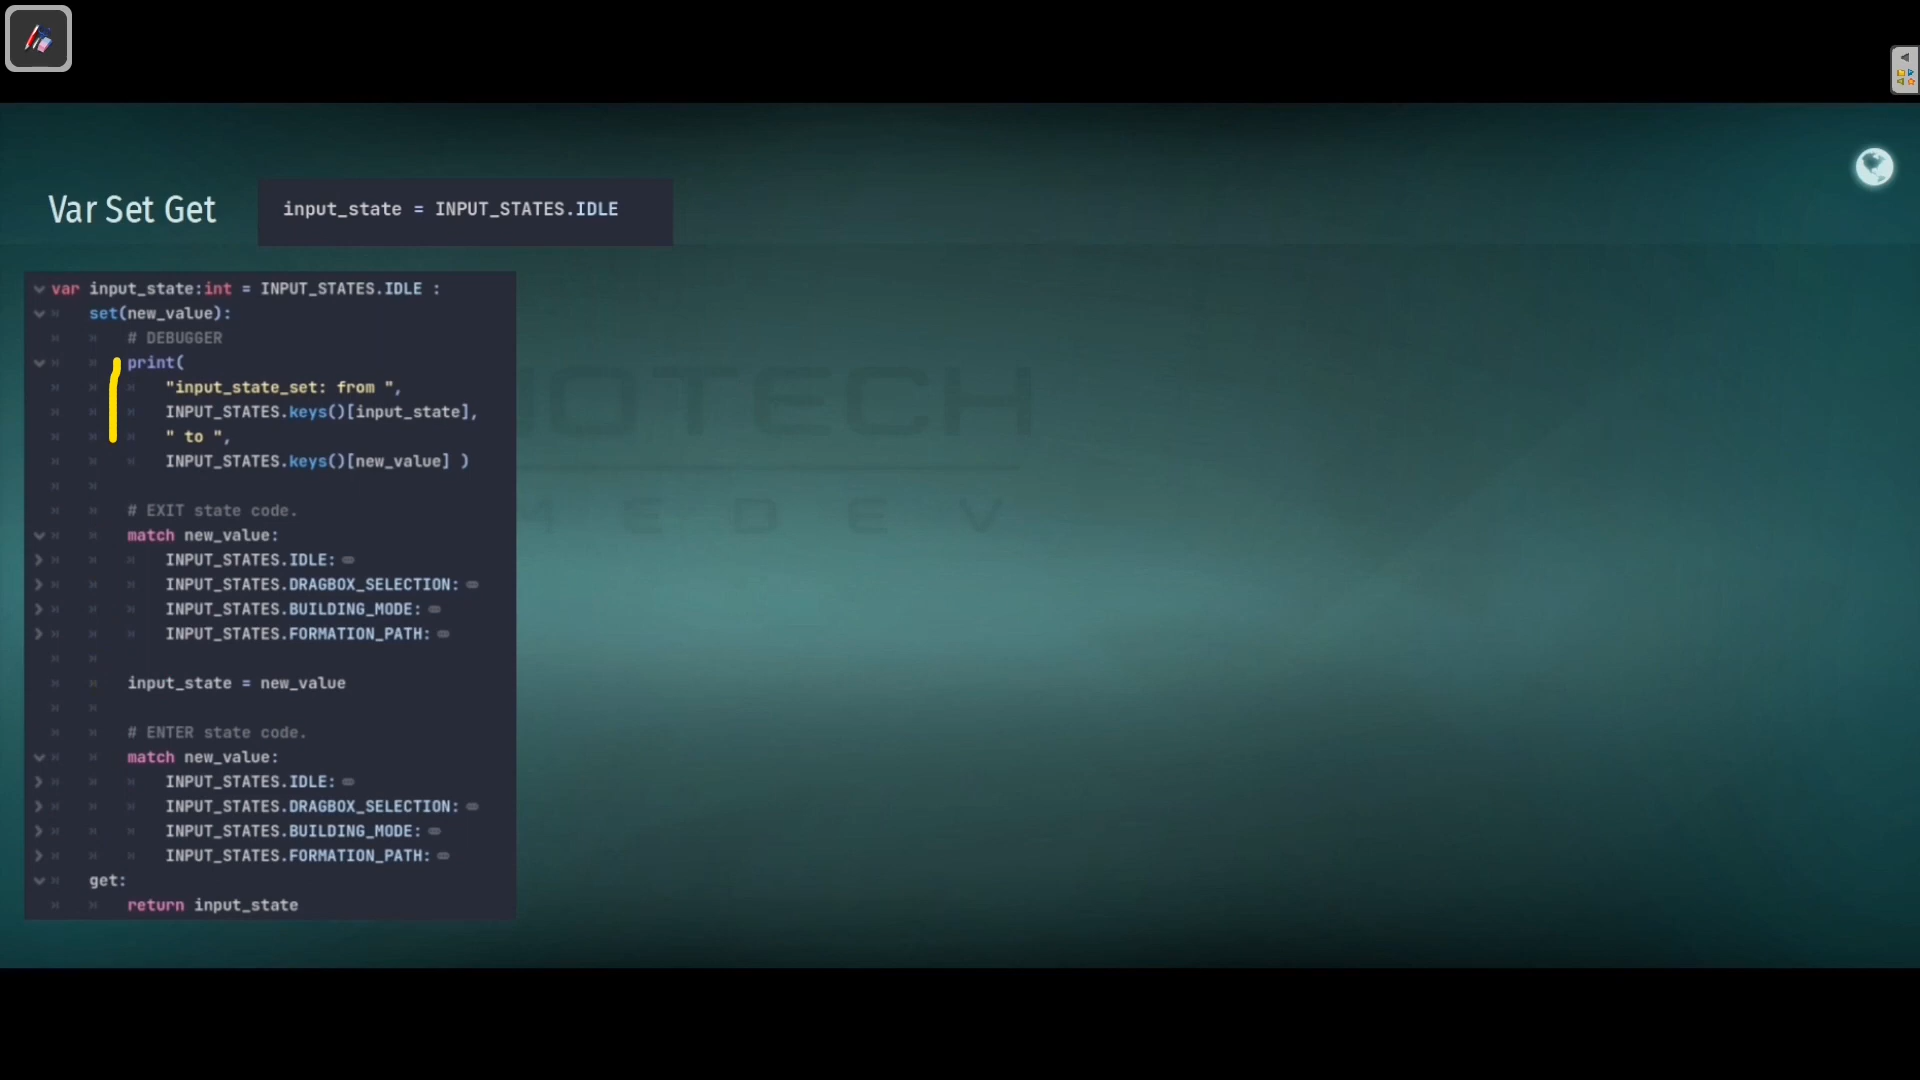 Var Set Get
input_state = INPUT_STATES.IDLE
var input_state:int = INPUT_STATES.IDLE :
set(new_value):
# DEBUGGER
print(
"input_state_set: from ",
INPUT_STATES.keys()[input_state],
" to ",
INPUT_STATES.keys()[new_value] )
# EXIT state code.
match new_value:
INPUT_STATES.IDLE:
INPUT_STATES.DRAGBOX_SELECTION:
INPUT_STATES.BUILDING_MODE:
INPUT_STATES.FORMATION_PATH:
input_state = new_value
# ENTER state code.
match new_value:
INPUT_STATES.IDLE:
INPUT_STATES.DRAGBOX_SELECTION:
INPUT_STATES.BUILDING_MODE:
INPUT_STATES.FORMATION_PATH:
get:
return input_state